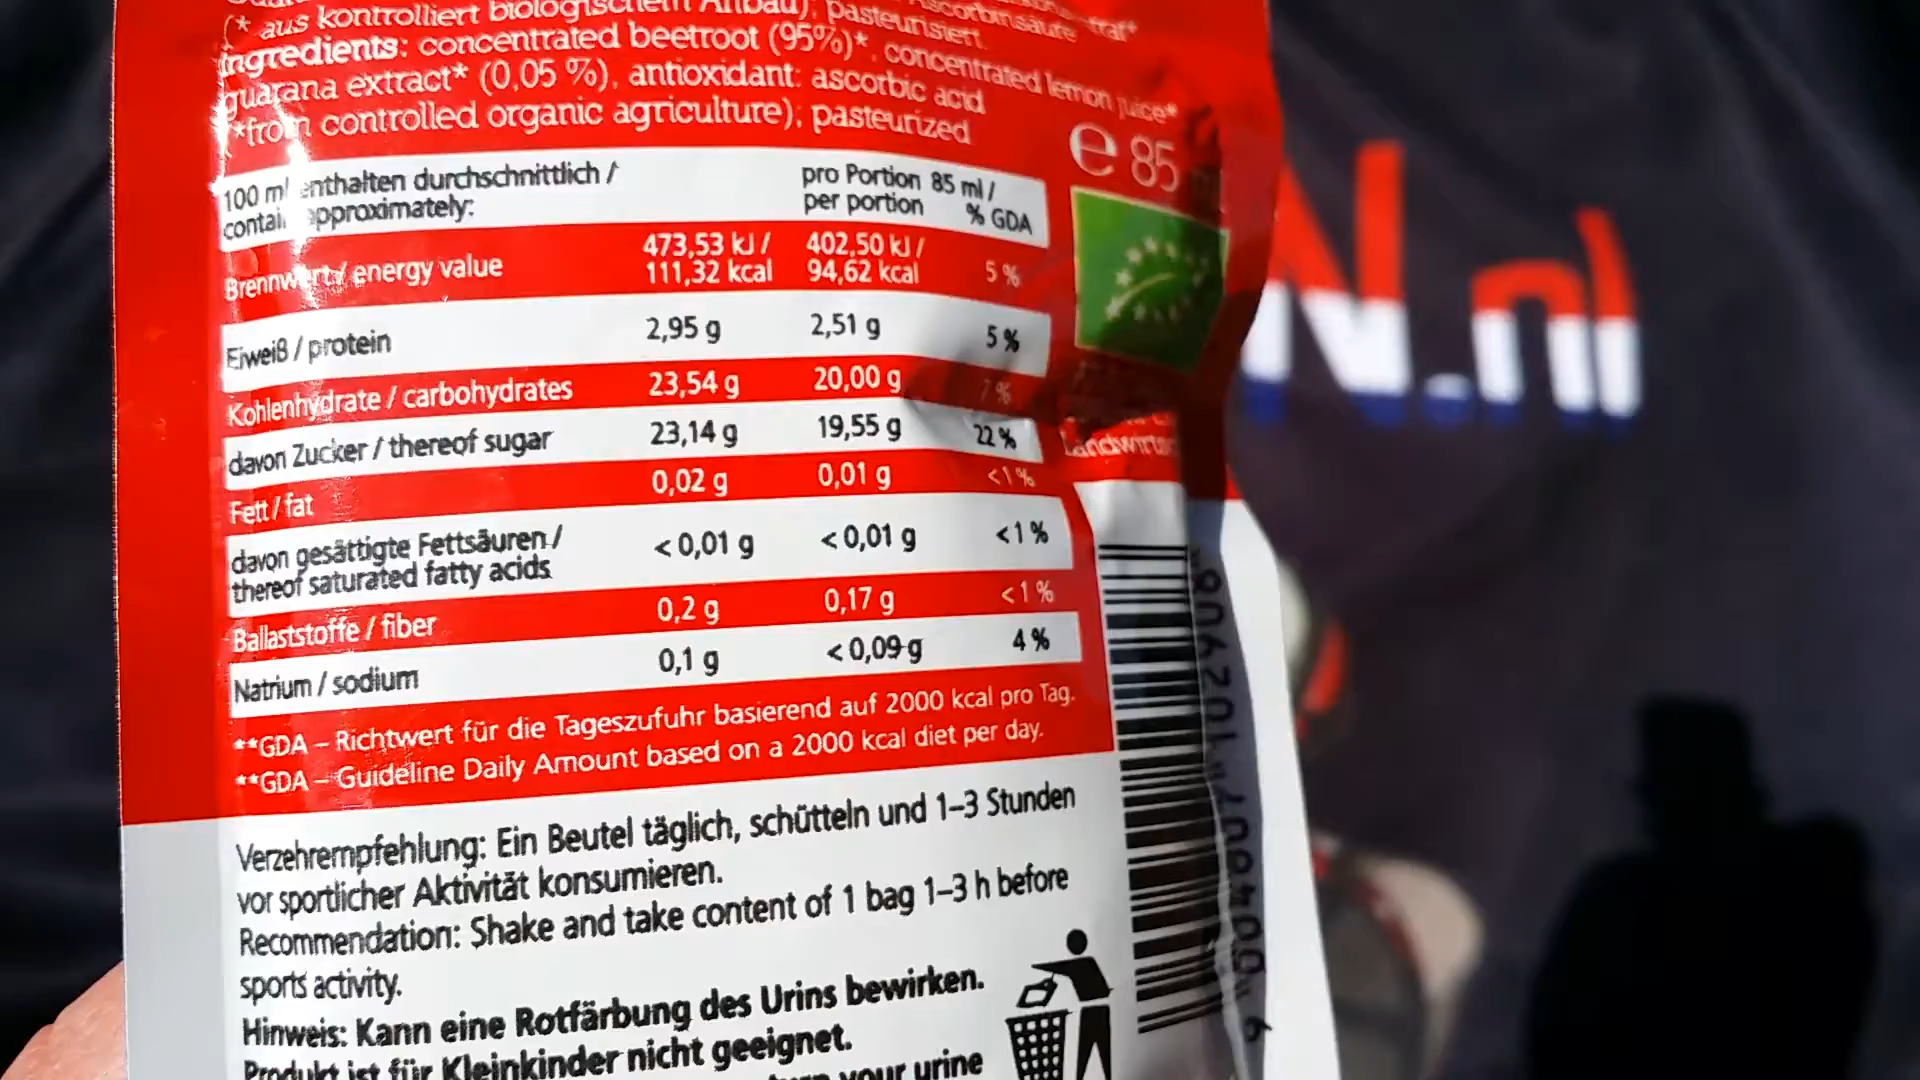 (* aus kontrolliert biologischem Anbau); pasteurisiert.
Ingredients: concentrated beetroot (95%)*, concentrated lemon juice*
guarana extract* (0,05 %), antioxidant: ascorbic acid
*from controlled organic agriculture); pasteurized
e 85
100 ml enthalten durchschnittlich /
contain approximately:
pro Portion 85 ml /
per portion % GDA
Brennwert / energy value
473,53 kJ / 402,50 kJ /
111,32 kcal 94,62 kcal 5 %
Eiweiß / protein 2,95 g 2,51 g 5 %
Kohlenhydrate / carbohydrates 23,54 g 20,00 g 7 %
davon Zucker / thereof sugar 23,14 g 19,55 g 22 %
Fett / fat 0,02 g 0,01 g <1 %
davon gesättigte Fettsäuren /
thereof saturated fatty acids < 0,01 g < 0,01 g <1 %
Ballaststoffe / fiber 0,2 g 0,17 g <1 %
Natrium / sodium 0,1 g < 0,09 g 4 %
**GDA – Richtwert für die Tageszufuhr basierend auf 2000 kcal pro Tag.
**GDA – Guideline Daily Amount based on a 2000 kcal diet per day.
Verzehrempfehlung: Ein Beutel täglich, schütteln und 1–3 Stunden
vor sportlicher Aktivität konsumieren.
Recommendation: Shake and take content of 1 bag 1–3 h before
sports activity.
Hinweis: Kann eine Rotfärbung des Urins bewirken.
Produkt ist für Kleinkinder nicht geeignet.
your urine
N.nl